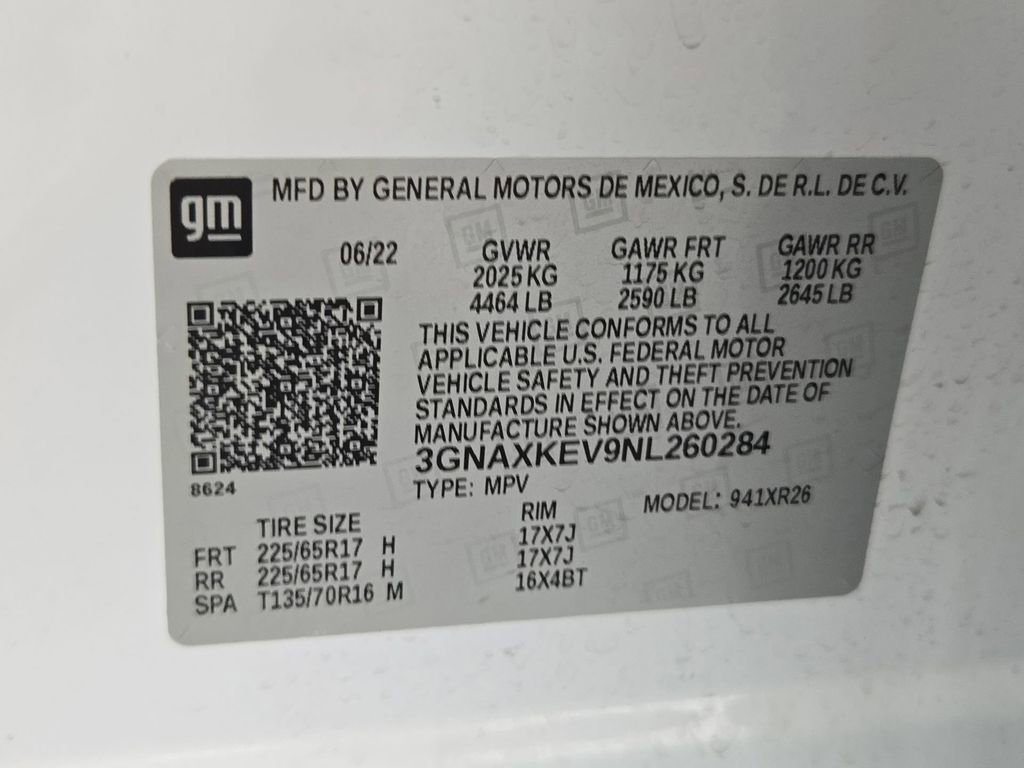 gm
MFD BY GENERAL MOTORS DE MEXICO, S. DE R.L. DE C.V.
06/22 GVWR GAWR FRT GAWR RR
2025 KG 1175 KG 1200 KG
4464 LB 2590 LB 2645 LB
THIS VEHICLE CONFORMS TO ALL
APPLICABLE U.S. FEDERAL MOTOR
VEHICLE SAFETY AND THEFT PREVENTION
STANDARDS IN EFFECT ON THE DATE OF
MANUFACTURE SHOWN ABOVE.
3GNAXKEV9NL260284
8624
TYPE: MPV MODEL: 941XR26
TIRE SIZE RIM
FRT 225/65R17 H 17X7J
RR 225/65R17 H 17X7J
SPA T135/70R16 M 16X4BT